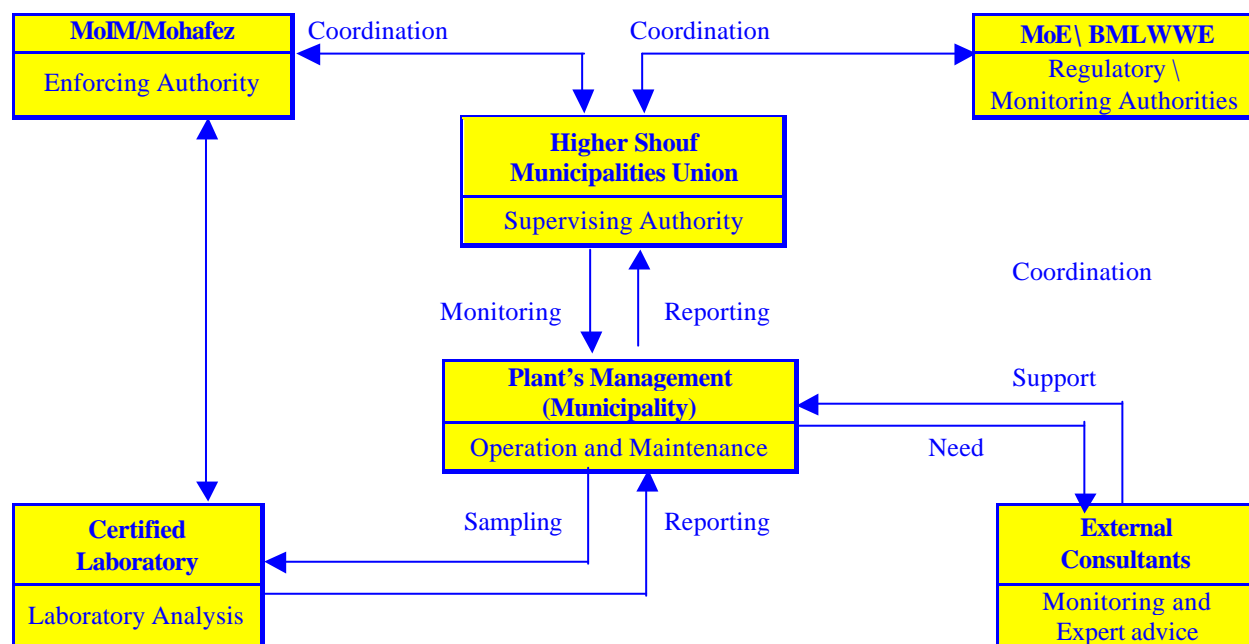 MoIM/Mohafez
Enforcing Authority
Coordination
Coordination
MoE\ BMLWWE
Regulatory \
Monitoring Authorities
Higher Shouf
Municipalities Union
Supervising Authority
Coordination
Monitoring
Reporting
Plant's Management
(Municipality)
Operation and Maintenance
Support
Need
Sampling
Reporting
Certified
Laboratory
Laboratory Analysis
External
Consultants
Monitoring and
Expert advice